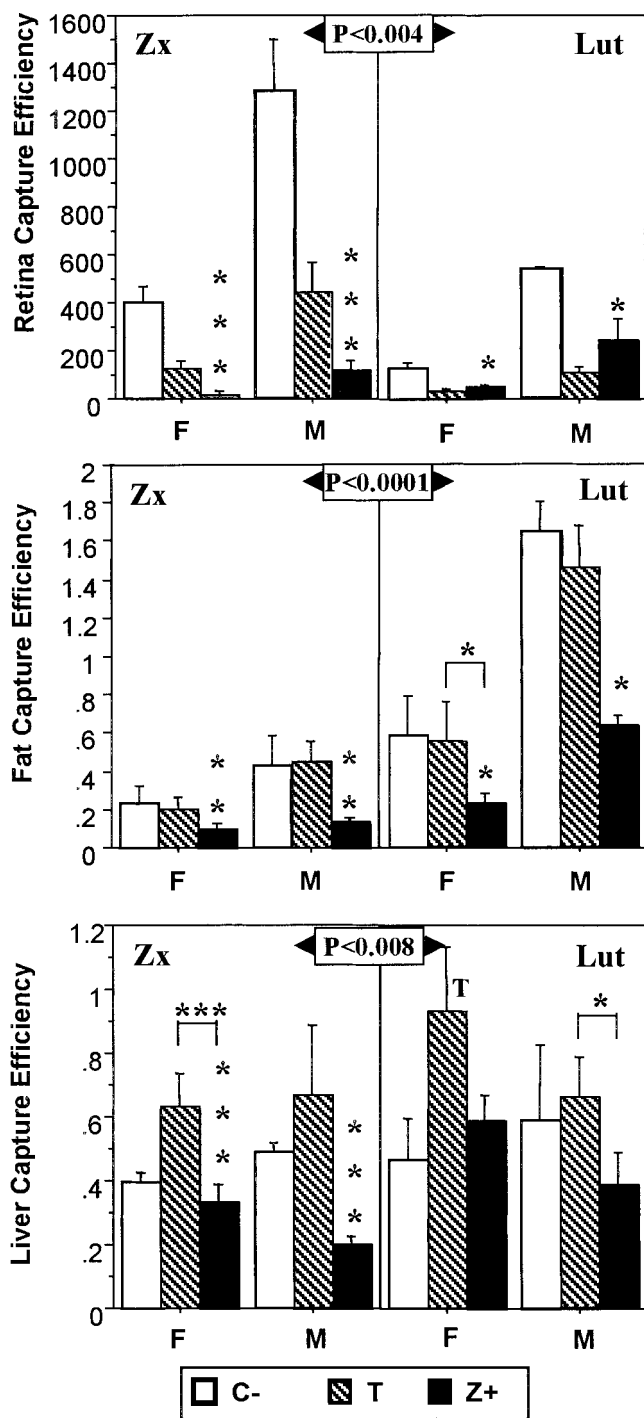 Zx
P<0.004
Lut
Retina Capture Efficiency
1600
1400
1200
1000
800
600
400
200
0
*
*
*
*
*
*
*
*
F
M
F
M
Zx
P<0.0001
Lut
Fat Capture Efficiency
2
1.8
1.6
1.4
1.2
1
.8
.6
.4
.2
0
*
*
*
*
*
*
*
F
M
F
M
Zx
P<0.008
Lut
Liver Capture Efficiency
1.2
1
.8
.6
.4
.2
0
***
*
*
*
*
*
*
T
*
F
M
F
M
C- T Z+